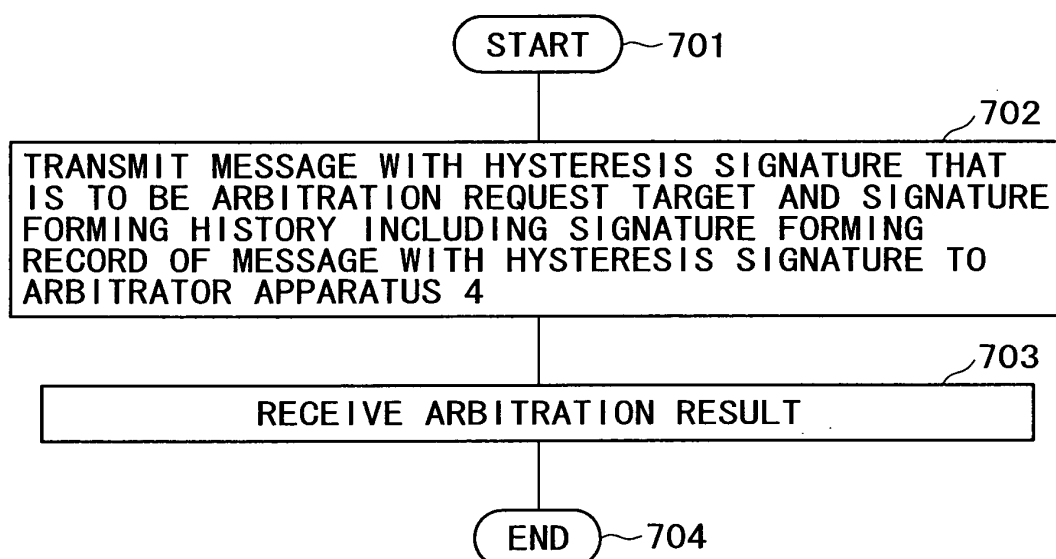 START 701
702
TRANSMIT MESSAGE WITH HYSTERESIS SIGNATURE THAT
IS TO BE ARBITRATION REQUEST TARGET AND SIGNATURE
FORMING HISTORY INCLUDING SIGNATURE FORMING
RECORD OF MESSAGE WITH HYSTERESIS SIGNATURE TO
ARBITRATOR APPARATUS 4
703
RECEIVE ARBITRATION RESULT
END 704